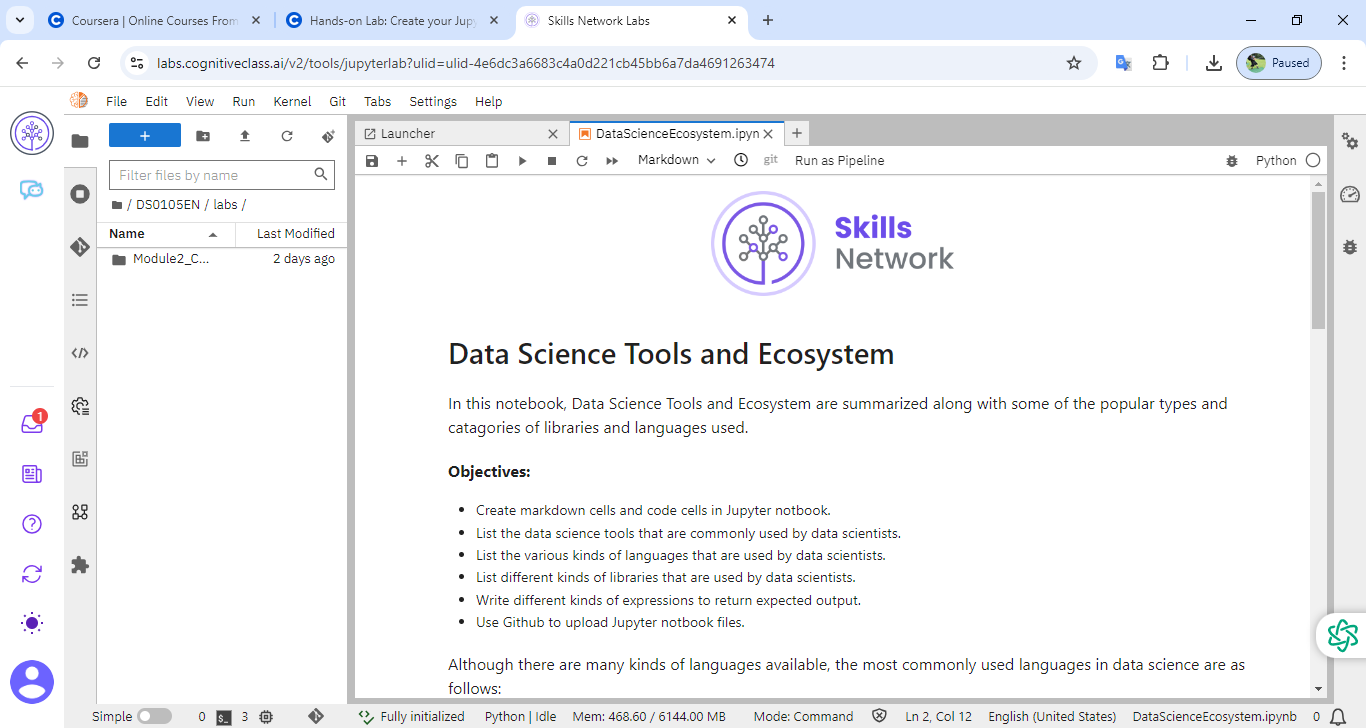 Coursera | Online Courses From
Hands-on Lab: Create your Jupy
Skills Network Labs
labs.cognitiveclass.ai/v2/tools/jupyterlab?ulid=ulid-4e6dc3a6683c4a0d221cb45bb6a7da4691263474
Paused
File Edit View Run Kernel Git Tabs Settings Help
Launcher
DataScienceEcosystem.ipyn
Markdown
git
Run as Pipeline
Python
Filter files by name
/ DS0105EN / labs /
Name Last Modified
Module2_C... 2 days ago
1
Skills
Network
Data Science Tools and Ecosystem
In this notebook, Data Science Tools and Ecosystem are summarized along with some of the popular types and
catagories of libraries and languages used.
Objectives:
• Create markdown cells and code cells in Jupyter notbook.
• List the data science tools that are commonly used by data scientists.
• List the various kinds of languages that are used by data scientists.
• List different kinds of libraries that are used by data scientists.
• Write different kinds of expressions to return expected output.
• Use Github to upload Jupyter notbook files.
Although there are many kinds of languages available, the most commonly used languages in data science are as
follows:
Simple 0 3 Fully initialized Python | Idle Mem: 468.60 / 6144.00 MB Mode: Command Ln 2, Col 12 English (United States) DataScienceEcosystem.ipynb 0